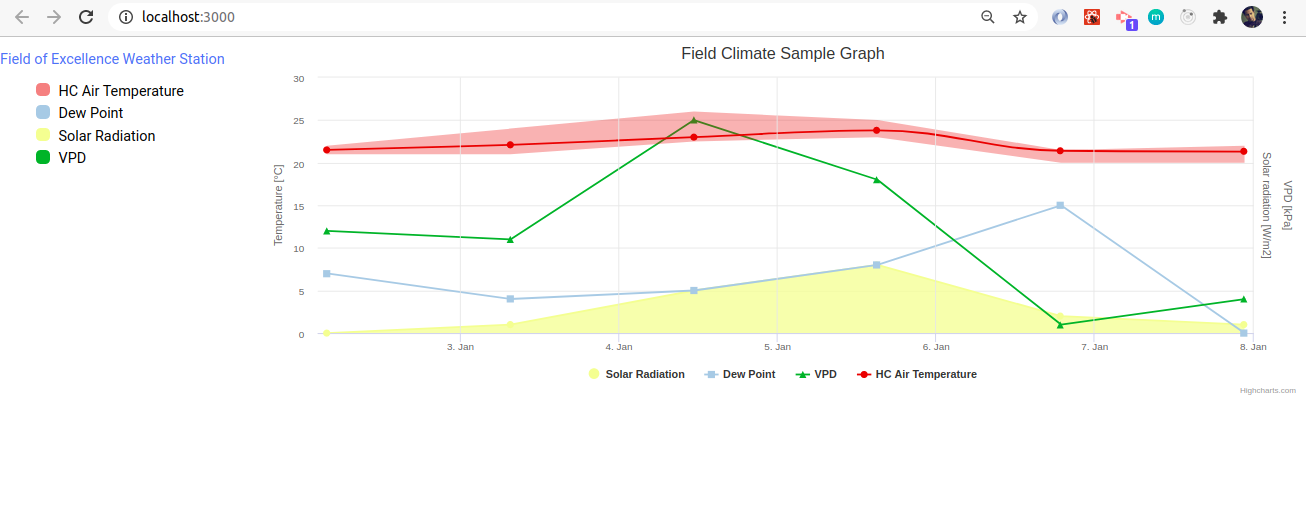 localhost:3000
1
Field of Excellence Weather Station
HC Air Temperature
Dew Point
Solar Radiation
VPD
Field Climate Sample Graph
Temperature [°C]
30
25
20
15
10
5
0
3. Jan
4. Jan
5. Jan
6. Jan
7. Jan
8. Jan
Solar radiation [W/m2]
VPD [kPa]
Solar Radiation
Dew Point
VPD
HC Air Temperature
Highcharts.com